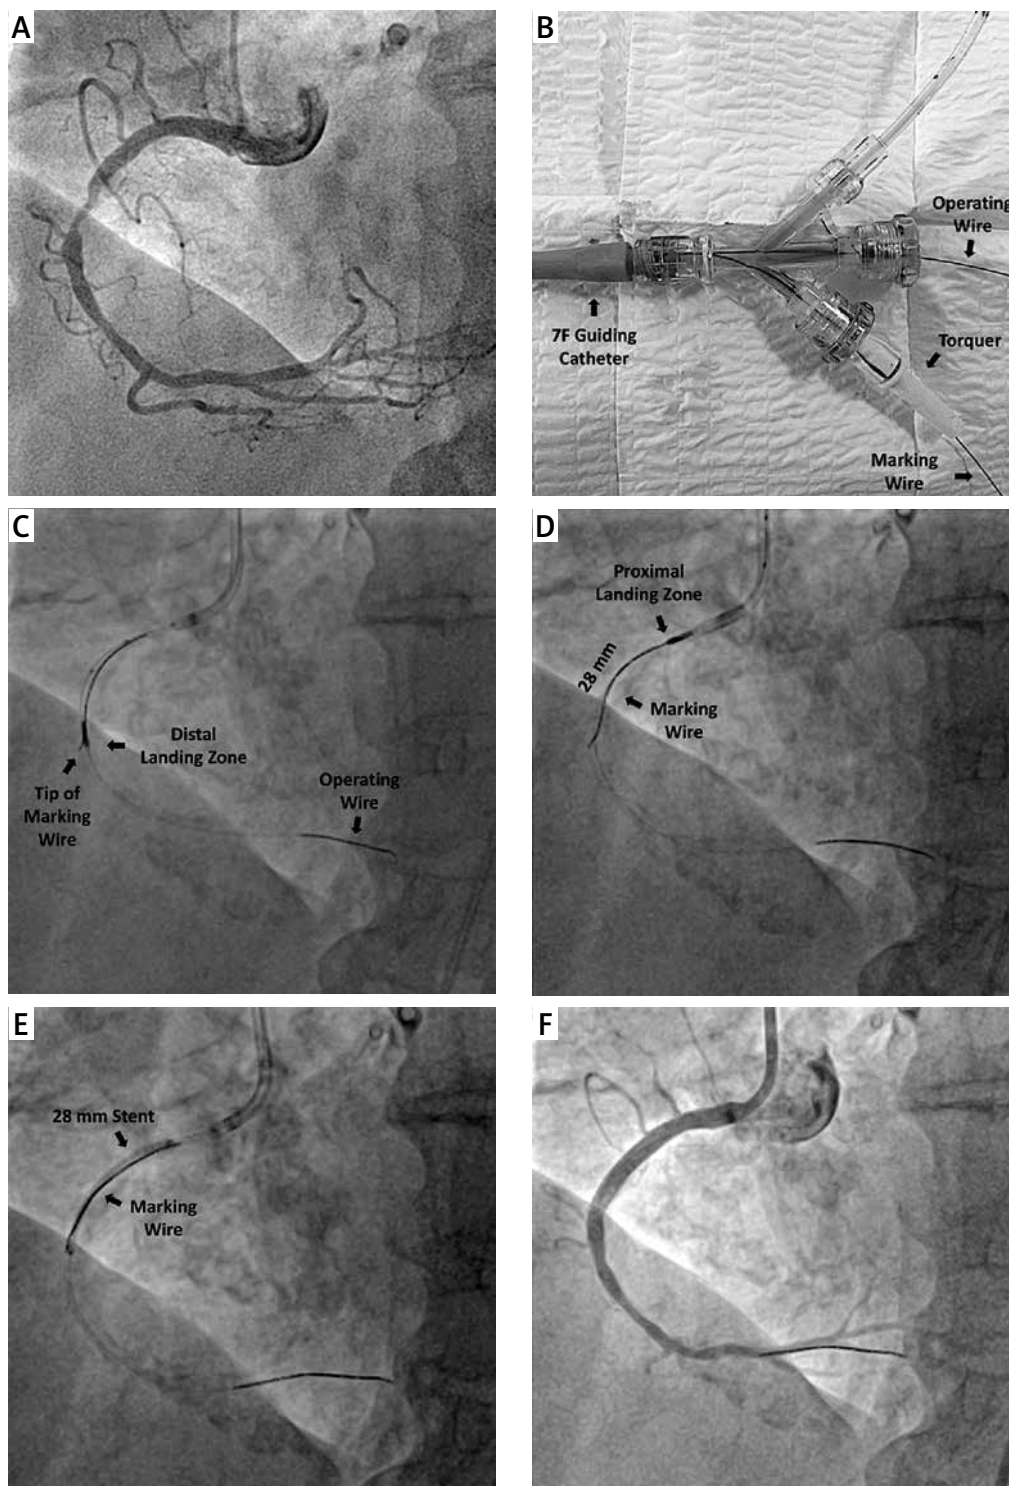 A
B
Operating
Wire
7F Guiding
Catheter
Torquer
Marking
Wire
C
Distal
Landing Zone
Operating
Wire
Tip of
Marking
Wire
D
Proximal
Landing Zone
28 mm
Marking
Wire
E
28 mm Stent
Marking
Wire
F